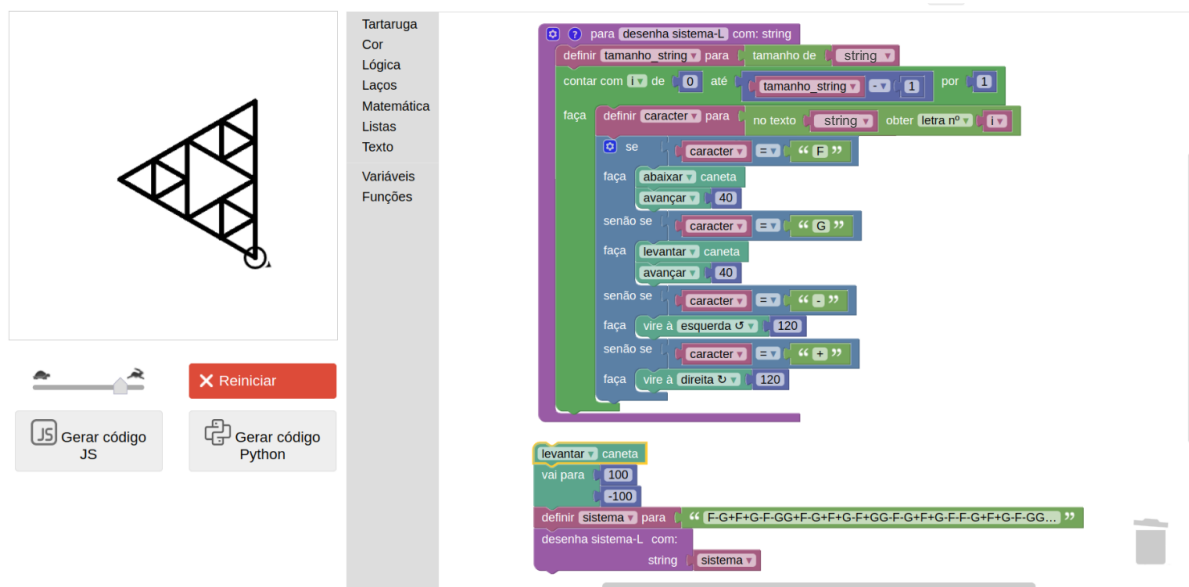 Tartaruga
Cor
Lógica
Laços
Matemática
Listas
Texto
Variáveis
Funções
Reiniciar
JS Gerar código JS
Gerar código Python
? para desenha sistema-L com: string
definir tamanho_string para tamanho de string
contar com i de 0 até tamanho_string - 1 por 1
faça definir caracter para no texto string obter letra nº i
se caracter = “ F ”
faça abaixar caneta
avançar 40
senão se caracter = “ G ”
faça levantar caneta
avançar 40
senão se caracter = “ - ”
faça vire à esquerda ↺ 120
senão se caracter = “ + ”
faça vire à direita ↻ 120
levantar caneta
vai para 100
-100
definir sistema para “ F-G+F+G-F-GG+F-G+F+G-F+GG-F-G+F+G-F-F-G+F+G-F-GG... ”
desenha sistema-L com:
string sistema